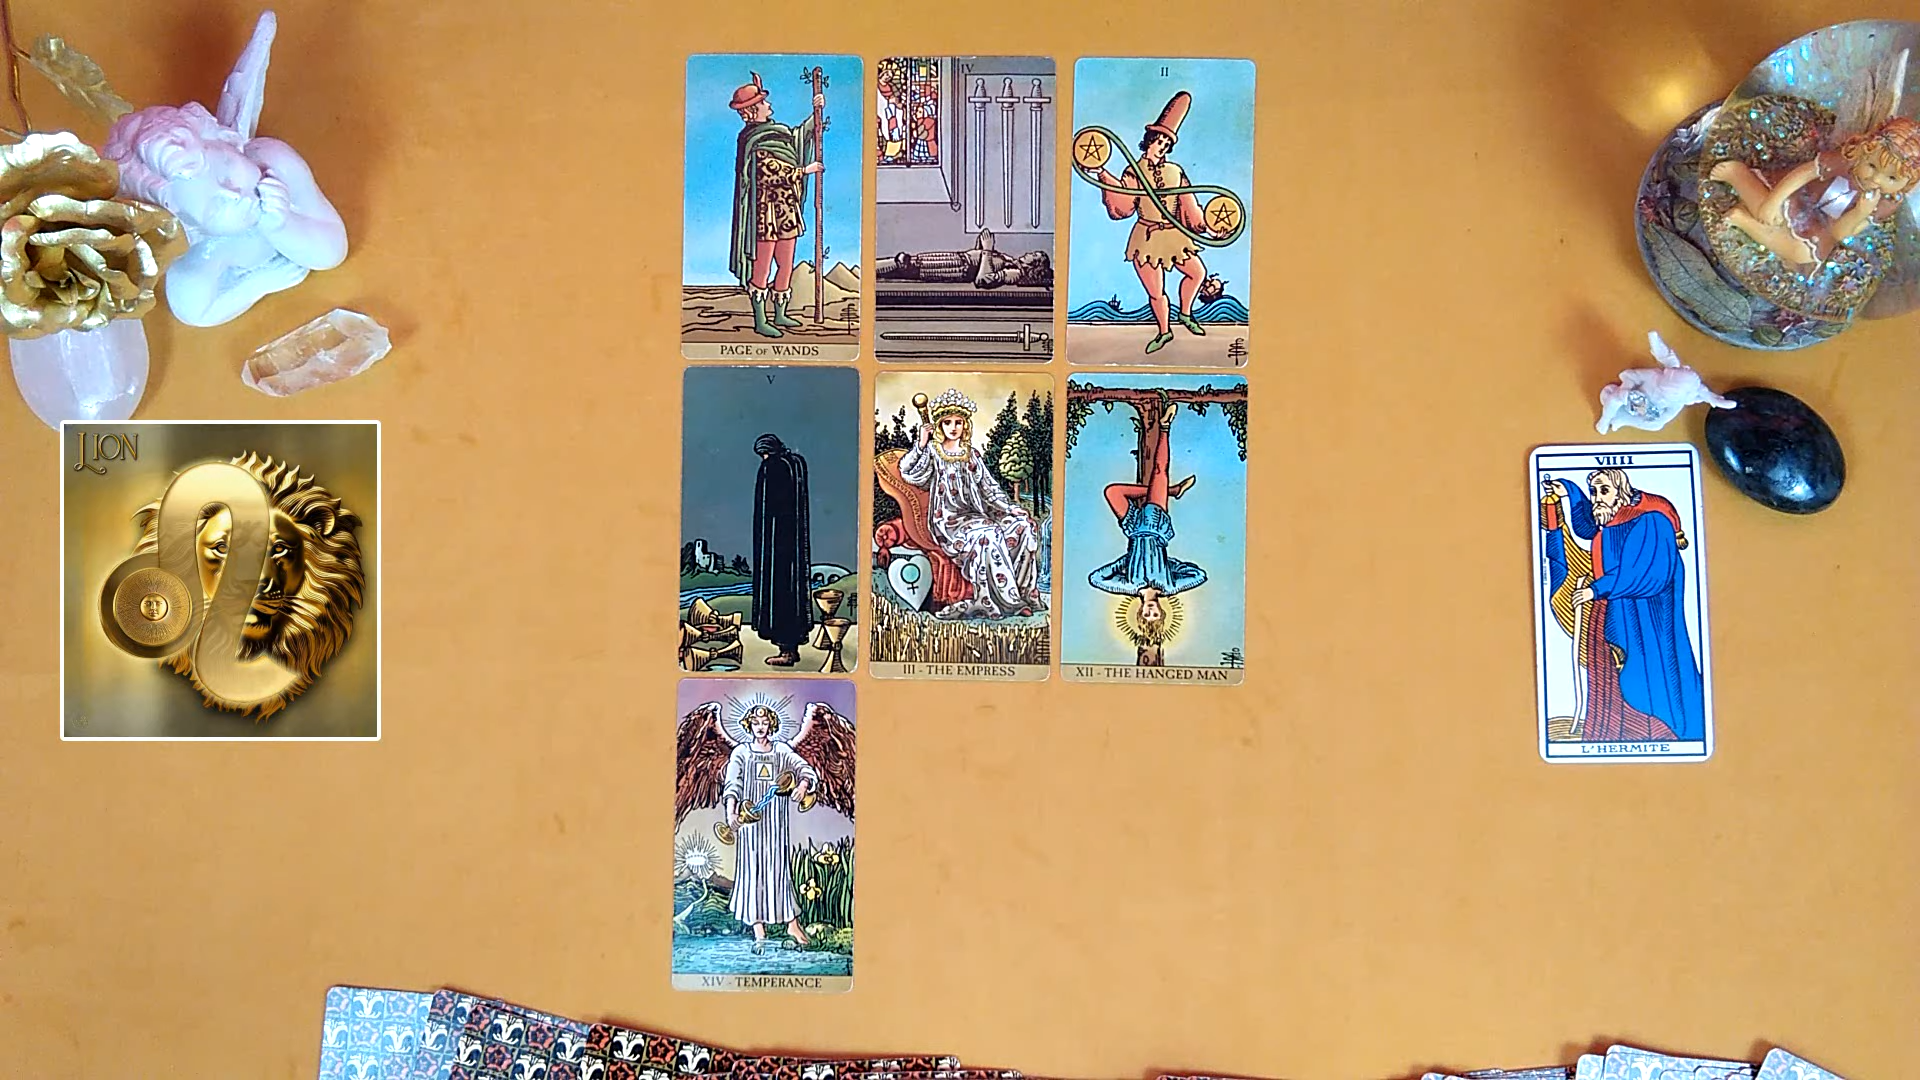 LION
PAGE OF WANDS
IV
II
V
III - THE EMPRESS
XII - THE HANGED MAN
XIV - TEMPERANCE
VIIII
L'HERMITE